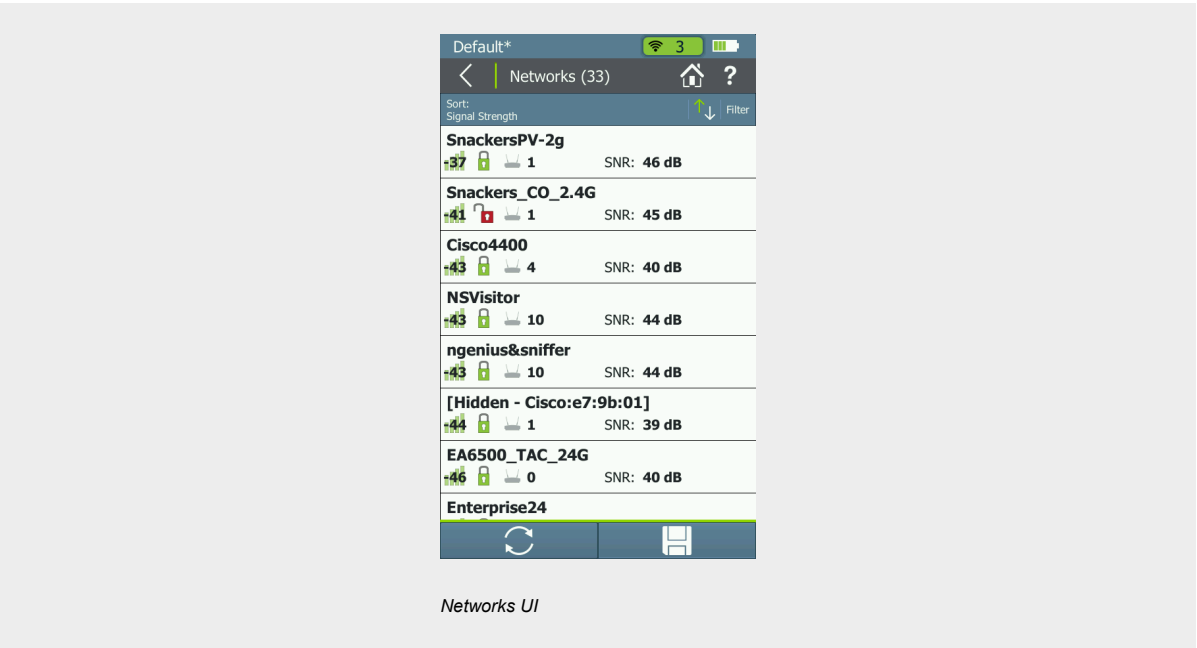 Default*
3
Networks (33)
?
Sort:
Signal Strength
Filter
SnackersPV-2g
-37 1 SNR: 46 dB
Snackers_CO_2.4G
-41 1 SNR: 45 dB
Cisco4400
-43 4 SNR: 40 dB
NSVisitor
-43 10 SNR: 44 dB
ngenius&sniffer
-43 10 SNR: 44 dB
[Hidden - Cisco:e7:9b:01]
-44 1 SNR: 39 dB
EA6500_TAC_24G
-46 0 SNR: 40 dB
Enterprise24
Networks UI